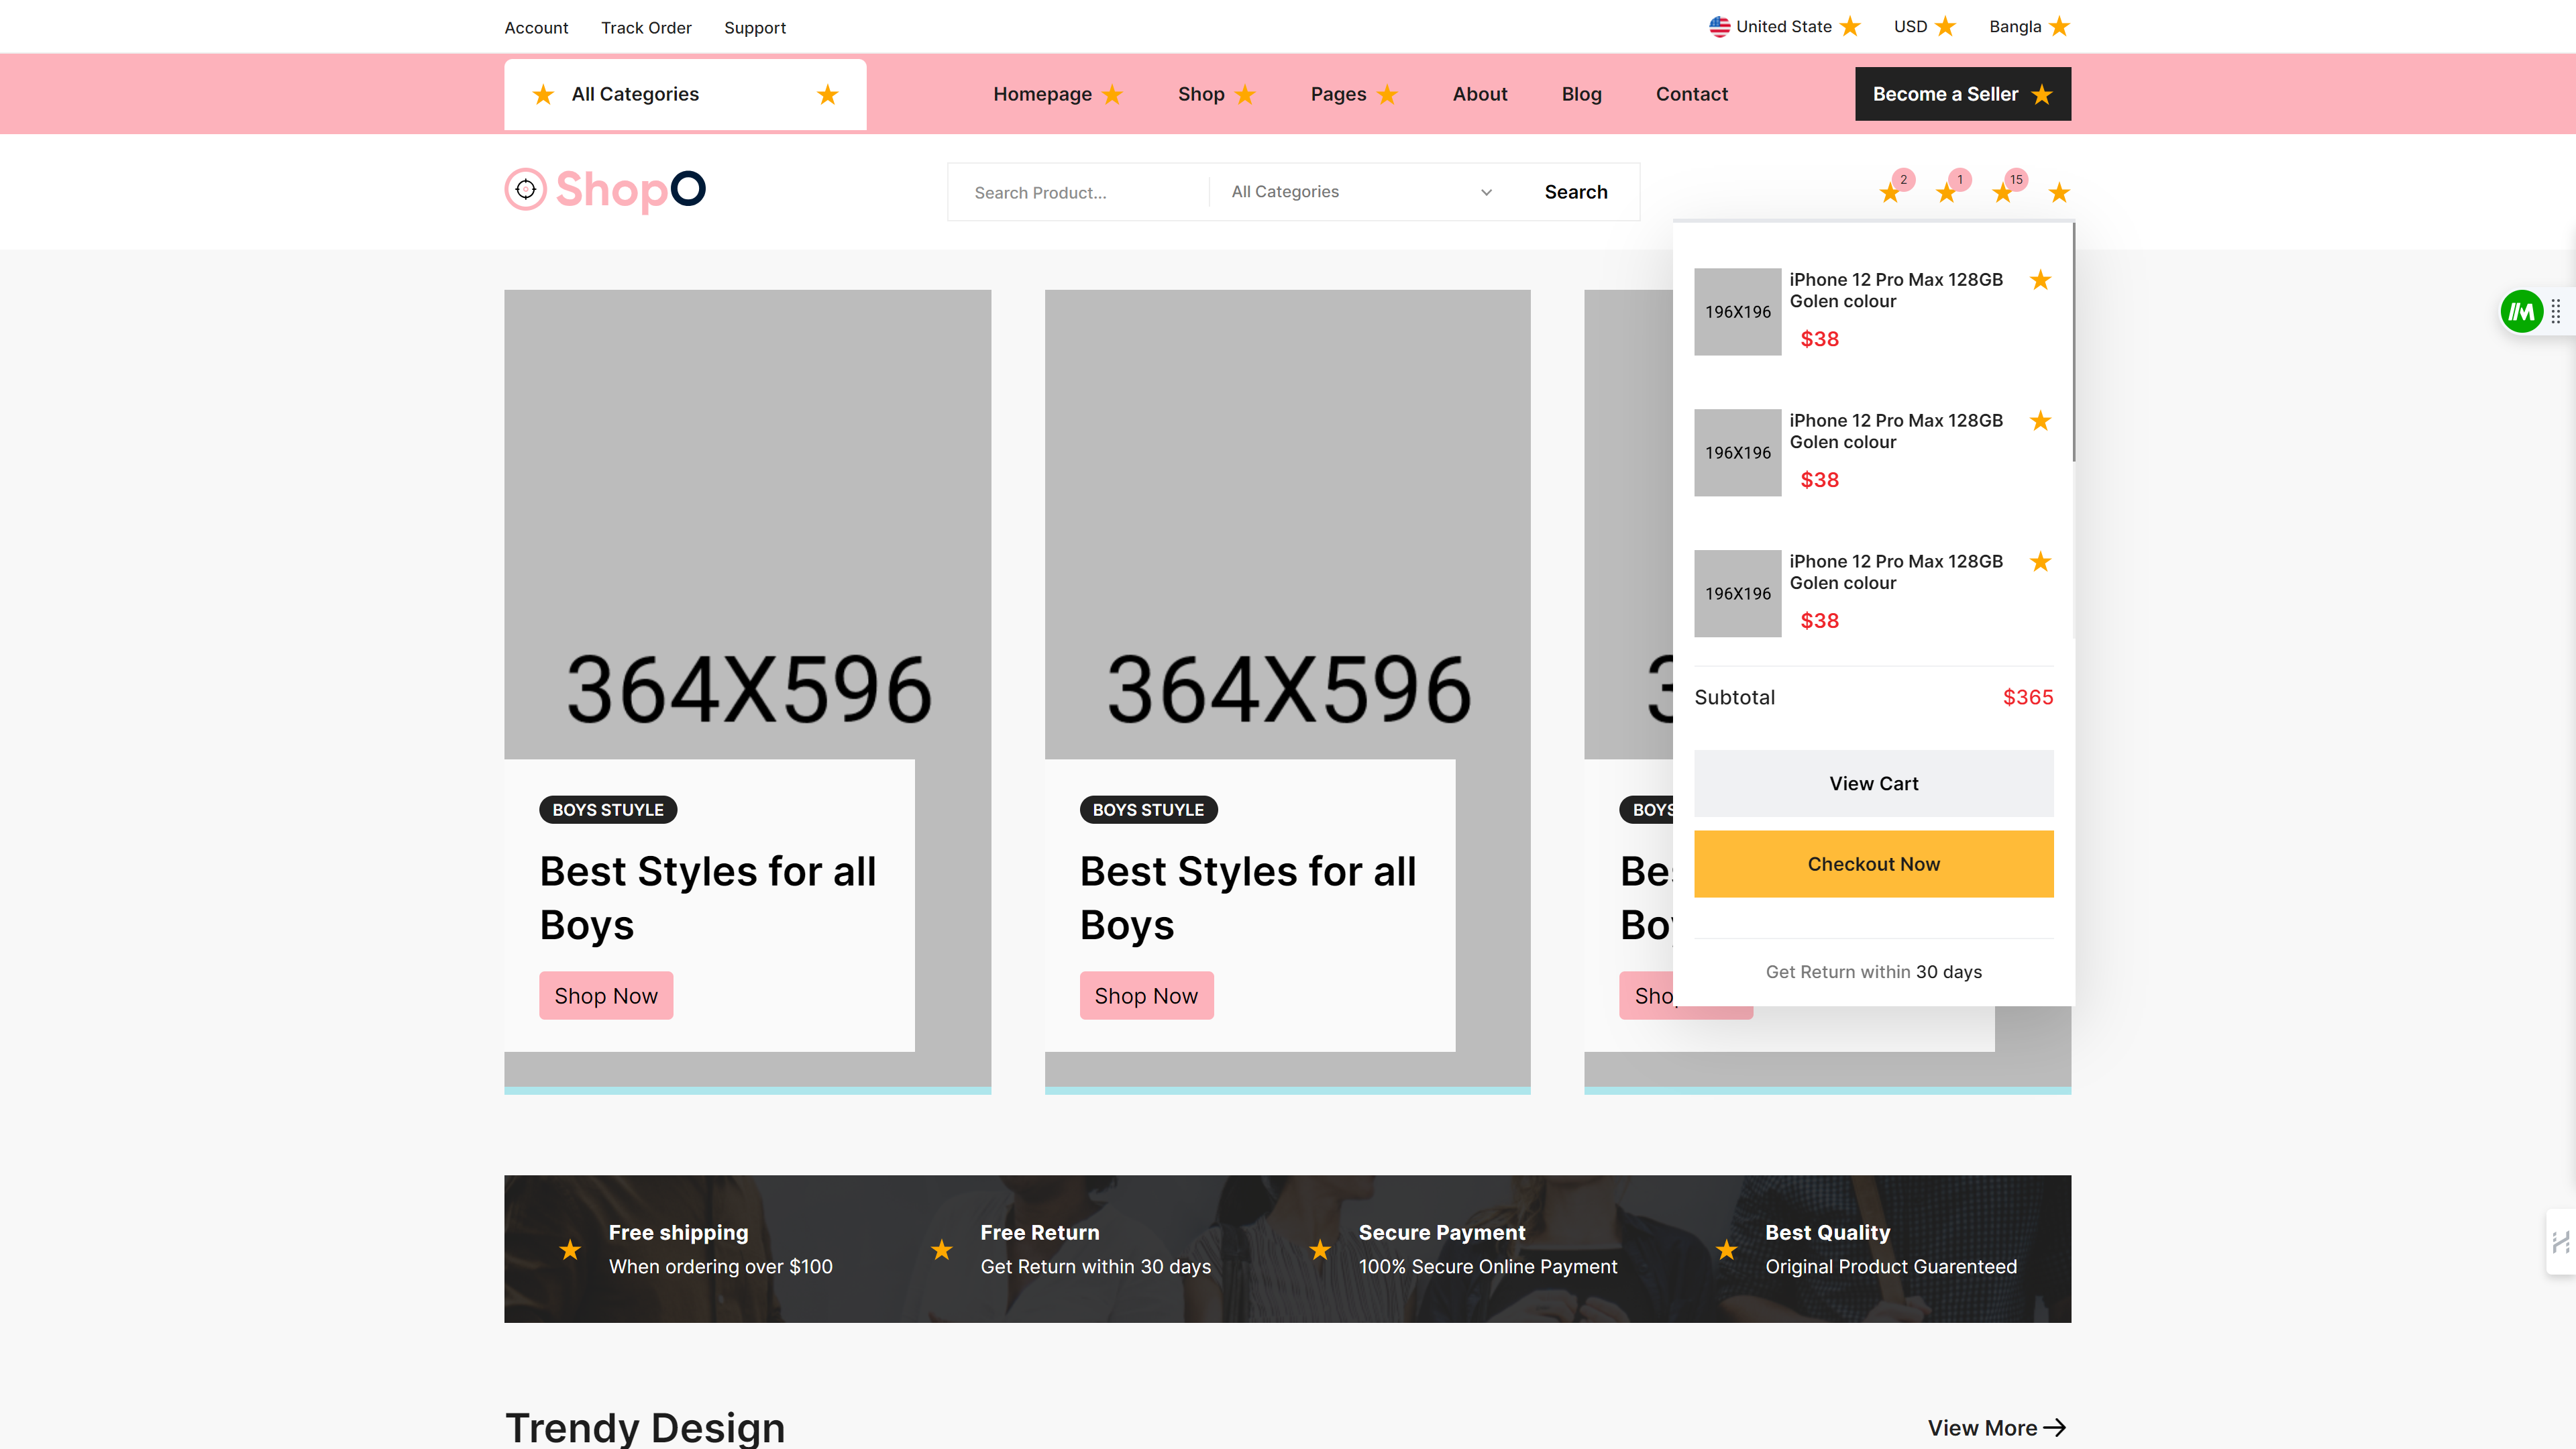 Account Track Order Support United State USD Bangla
All Categories Homepage Shop Pages About Blog Contact Become a Seller
ShopO Search Product... All Categories Search 2 1 15
iPhone 12 Pro Max 128GB
Golen colour
196X196
$38
iPhone 12 Pro Max 128GB
Golen colour
196X196
$38
iPhone 12 Pro Max 128GB
Golen colour
196X196
$38
Subtotal $365
View Cart
Checkout Now
Get Return within 30 days
364X596
BOYS STUYLE
Best Styles for all
Boys
Shop Now
364X596
BOYS STUYLE
Best Styles for all
Boys
Shop Now
3
BOYS
Bes
Boy
Shop
Free shipping
When ordering over $100
Free Return
Get Return within 30 days
Secure Payment
100% Secure Online Payment
Best Quality
Original Product Guarenteed
Trendy Design View More